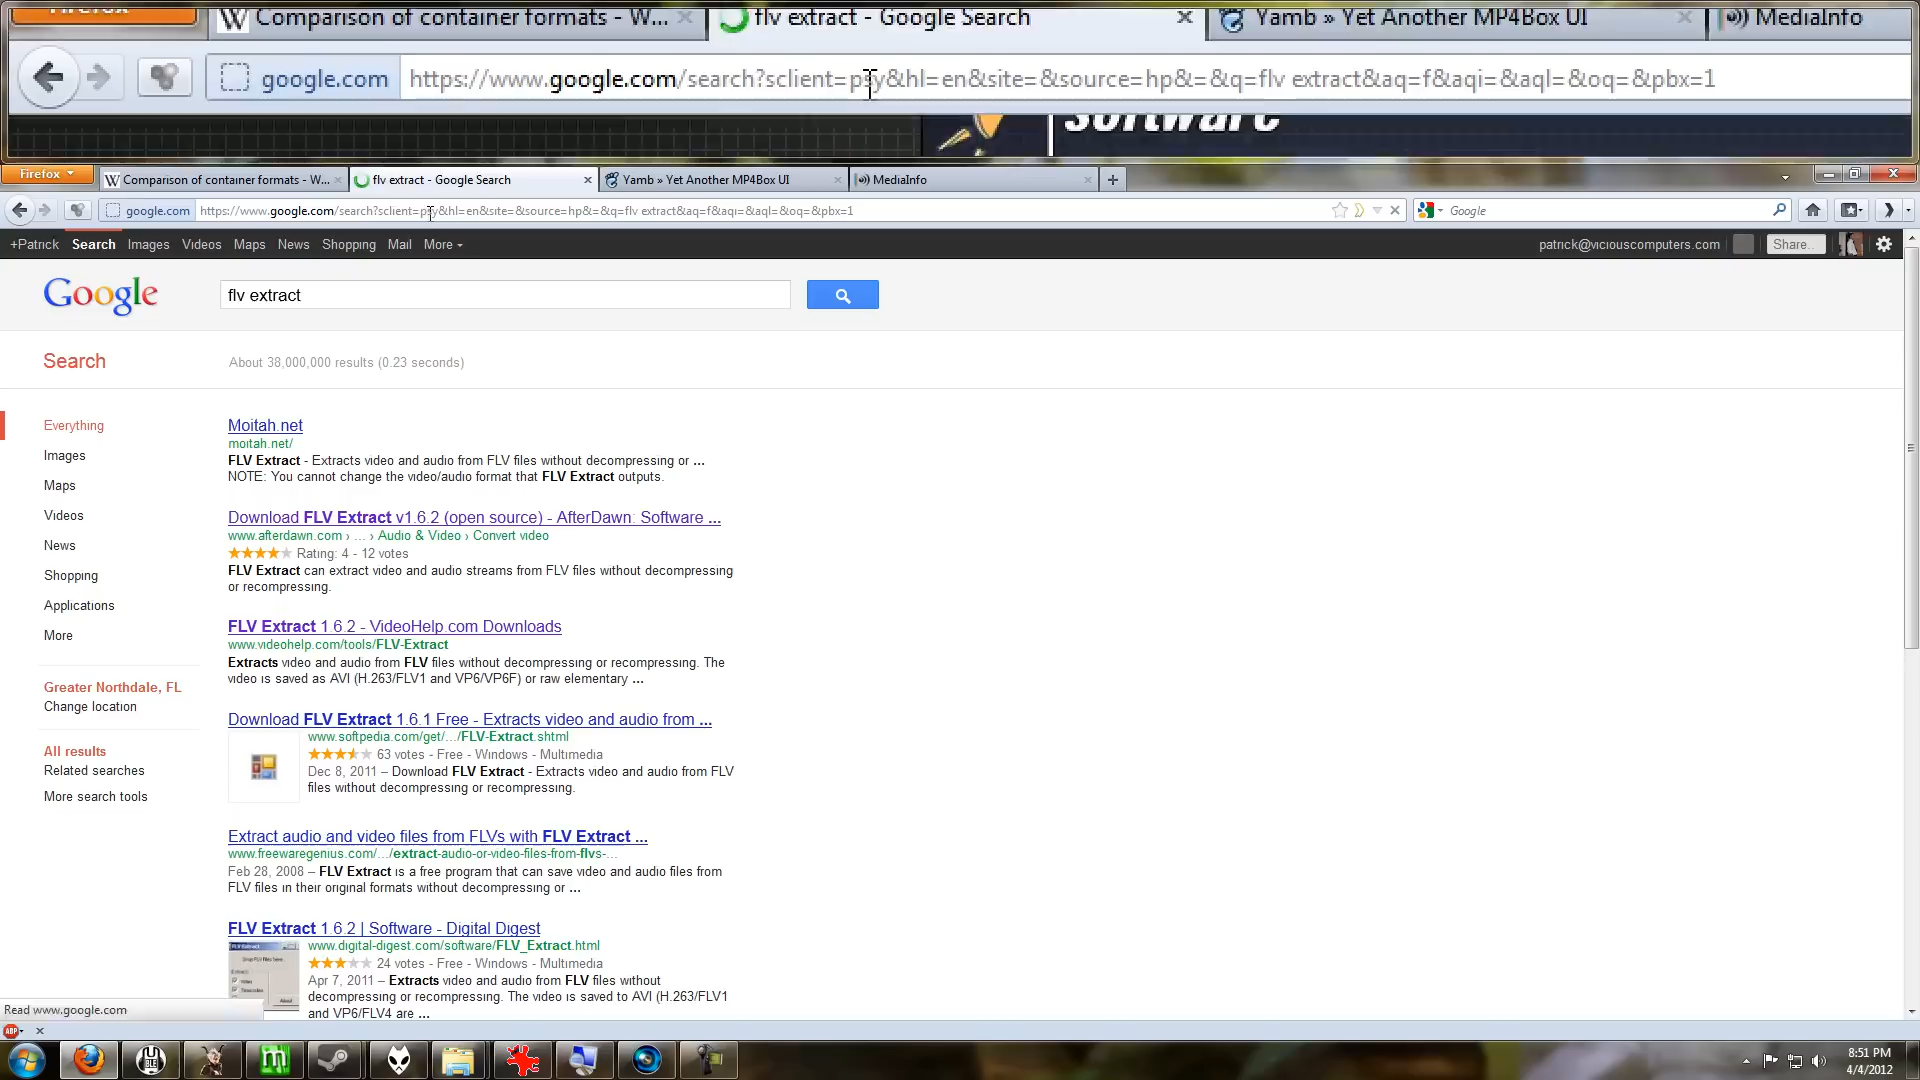 Firefox
Comparison of container formats - W...
flv extract - Google Search
Yamb » Yet Another MP4Box UI
MediaInfo
google.com
https://www.google.com/search?sclient=psy&hl=en&site=&source=hp&=&q=flv extract&aq=f&aqi=&aql=&oq=&pbx=1
Software
Firefox
Comparison of container formats - W...
flv extract - Google Search
Yamb » Yet Another MP4Box UI
MediaInfo
google.com
https://www.google.com/search?sclient=psy&hl=en&site=&source=hp&=&q=flv extract&aq=f&aqi=&aql=&oq=&pbx=1
Google
+Patrick Search Images Videos Maps News Shopping Mail More
patrick@viciouscomputers.com
Share...
Google
flv extract
Search
About 38,000,000 results (0.23 seconds)
Everything
Images
Maps
Videos
News
Shopping
Applications
More
Greater Northdale, FL
Change location
All results
Related searches
More search tools
Moitah.net
moitah.net/
FLV Extract - Extracts video and audio from FLV files without decompressing or ...
NOTE: You cannot change the video/audio format that FLV Extract outputs.
Download FLV Extract v1.6.2 (open source) - AfterDawn: Software ...
www.afterdawn.com › ... › Audio & Video › Convert video
Rating: 4 - 12 votes
FLV Extract can extract video and audio streams from FLV files without decompressing
or recompressing.
FLV Extract 1.6.2 - VideoHelp.com Downloads
www.videohelp.com/tools/FLV-Extract
Extracts video and audio from FLV files without decompressing or recompressing. The
video is saved as AVI (H.263/FLV1 and VP6/VP6F) or raw elementary ...
Download FLV Extract 1.6.1 Free - Extracts video and audio from ...
www.softpedia.com/get/.../FLV-Extract.shtml
63 votes - Free - Windows - Multimedia
Dec 8, 2011 – Download FLV Extract - Extracts video and audio from FLV
files without decompressing or recompressing.
Extract audio and video files from FLVs with FLV Extract ...
www.freewaregenius.com/.../extract-audio-or-video-files-from-flvs-...
Feb 28, 2008 – FLV Extract is a free program that can save video and audio files from
FLV files in their original formats without decompressing or ...
FLV Extract 1.6.2 | Software - Digital Digest
www.digital-digest.com/software/FLV_Extract.html
24 votes - Free - Windows - Multimedia
Apr 7, 2011 – Extracts video and audio from FLV files without
decompressing or recompressing. The video is saved to AVI (H.263/FLV1
and VP6/FLV4 are ...
Read www.google.com
ABP
8:51 PM
4/4/2012